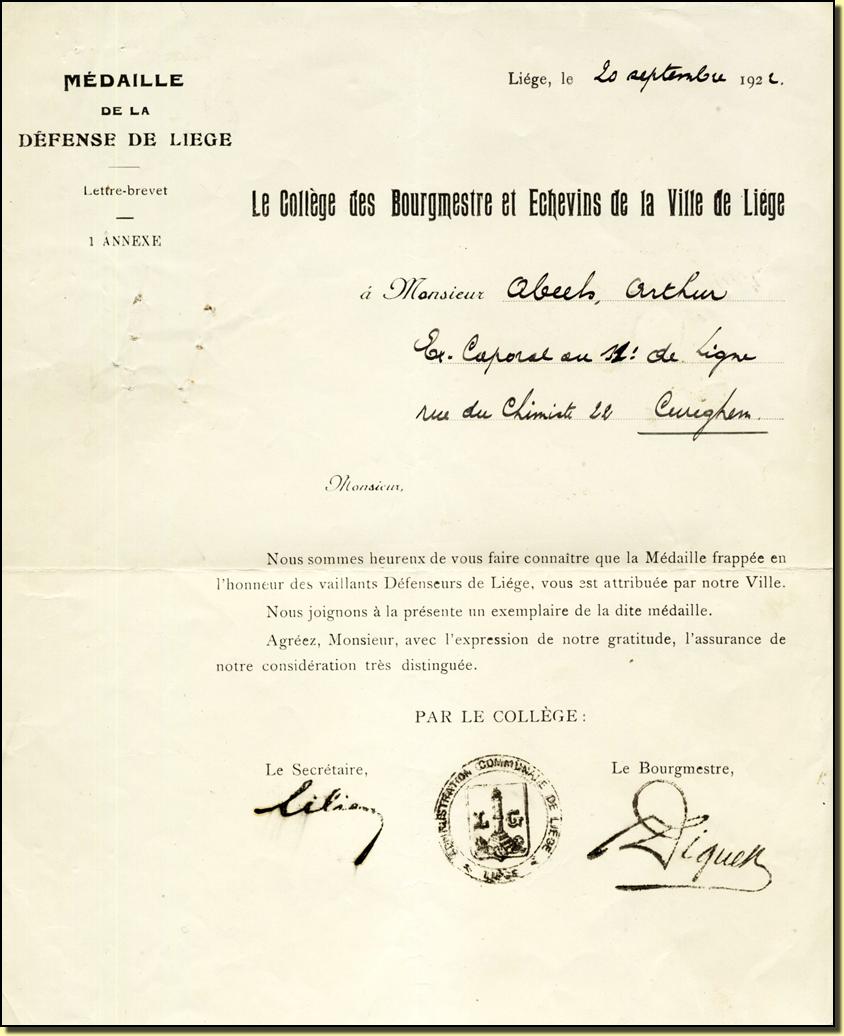 MÉDAILLE
DE LA
DÉFENSE DE LIEGE
Lettre-brevet
1 ANNEXE
Liége, le 20 septembre 1922.
Le Collège des Bourgmestre et Echevins de la Ville de Liége
á Monsieur Abeels, Arthur
Ex. Caporal au 11: de Ligne
rue du Chimiste 22 Cureghem.
Monsieur,
Nous sommes heureux de vous faire connaître que la Médaille frappée en
l'honneur des vaillants Défenseurs de Liége, vous est attribuée par notre Ville.
Nous joignons à la présente un exemplaire de la dite médaille.
Agréez, Monsieur, avec l'expression de notre gratitude, l'assurance de
notre considération très distinguée.
PAR LE COLLÈGE :
Le Secrétaire,
Le Bourgmestre,
ADMINISTRATION COMMUNALE DE LIÉGE
L G
LIÉGE